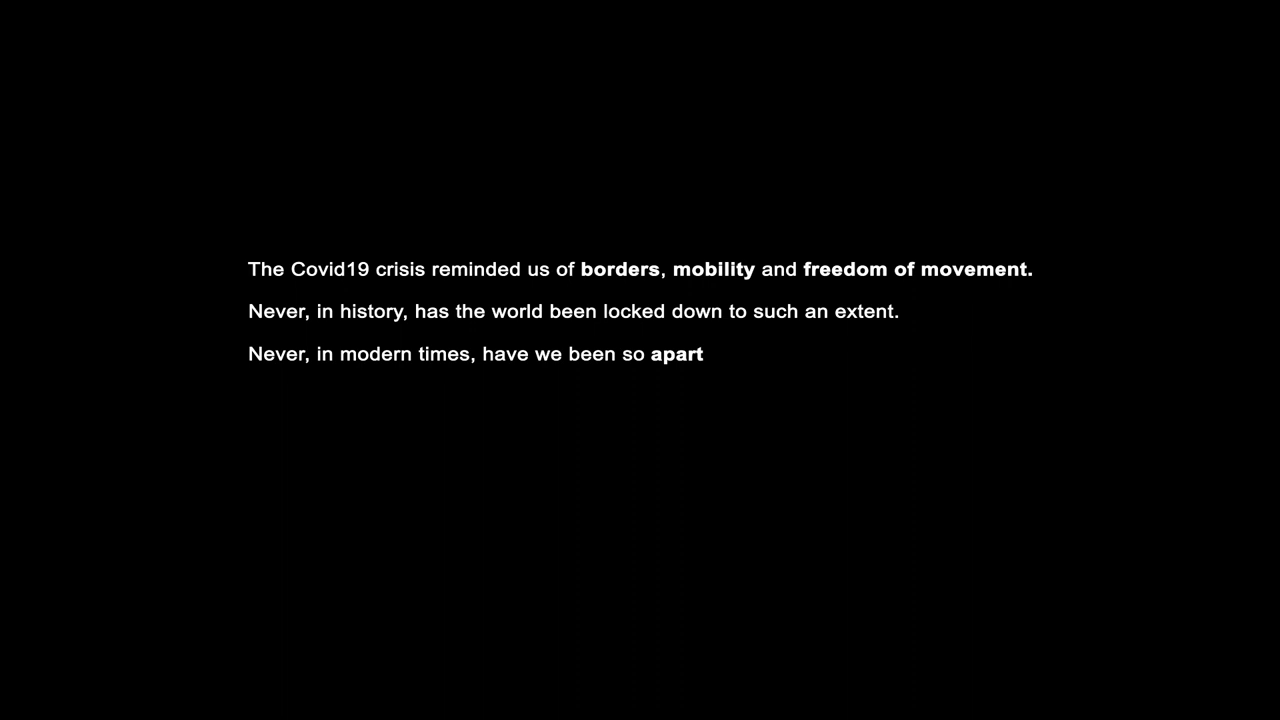 The Covid19 crisis reminded us of borders, mobility and freedom of movement.
Never, in history, has the world been locked down to such an extent.
Never, in modern times, have we been so apart